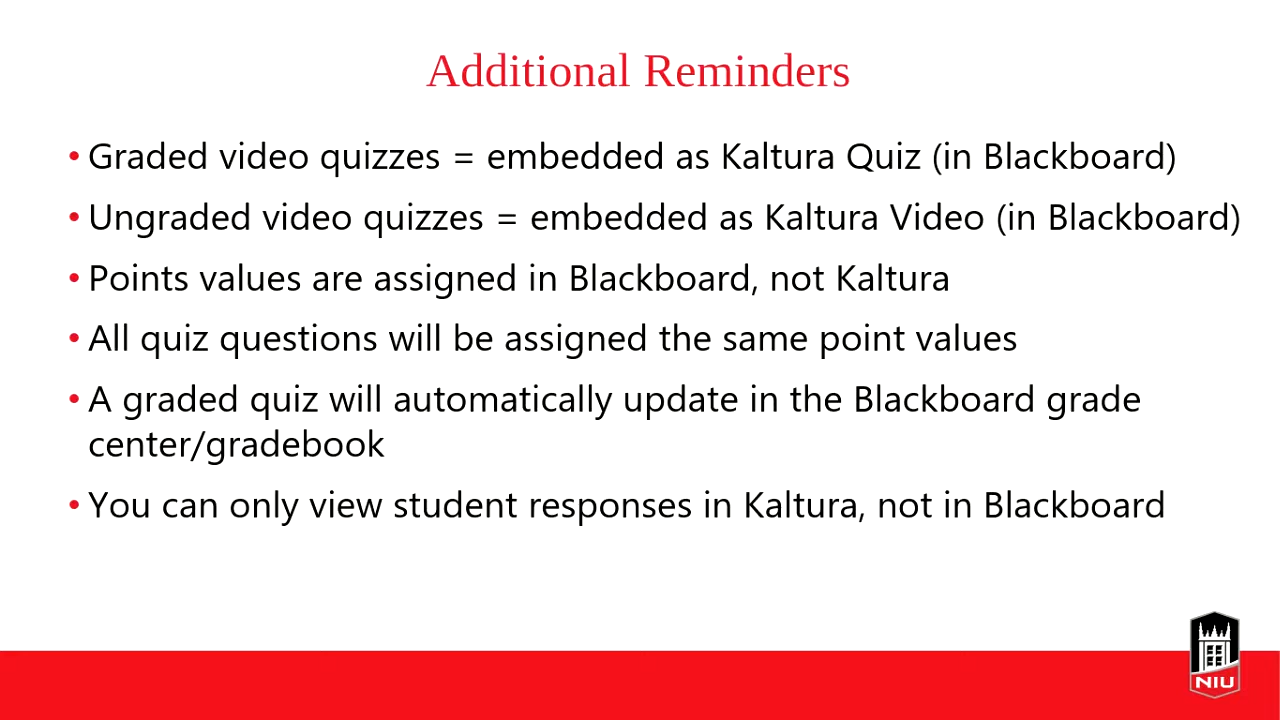 Additional Reminders
• Graded video quizzes = embedded as Kaltura Quiz (in Blackboard)
• Ungraded video quizzes = embedded as Kaltura Video (in Blackboard)
• Points values are assigned in Blackboard, not Kaltura
• All quiz questions will be assigned the same point values
• A graded quiz will automatically update in the Blackboard grade
center/gradebook
• You can only view student responses in Kaltura, not in Blackboard
NIU